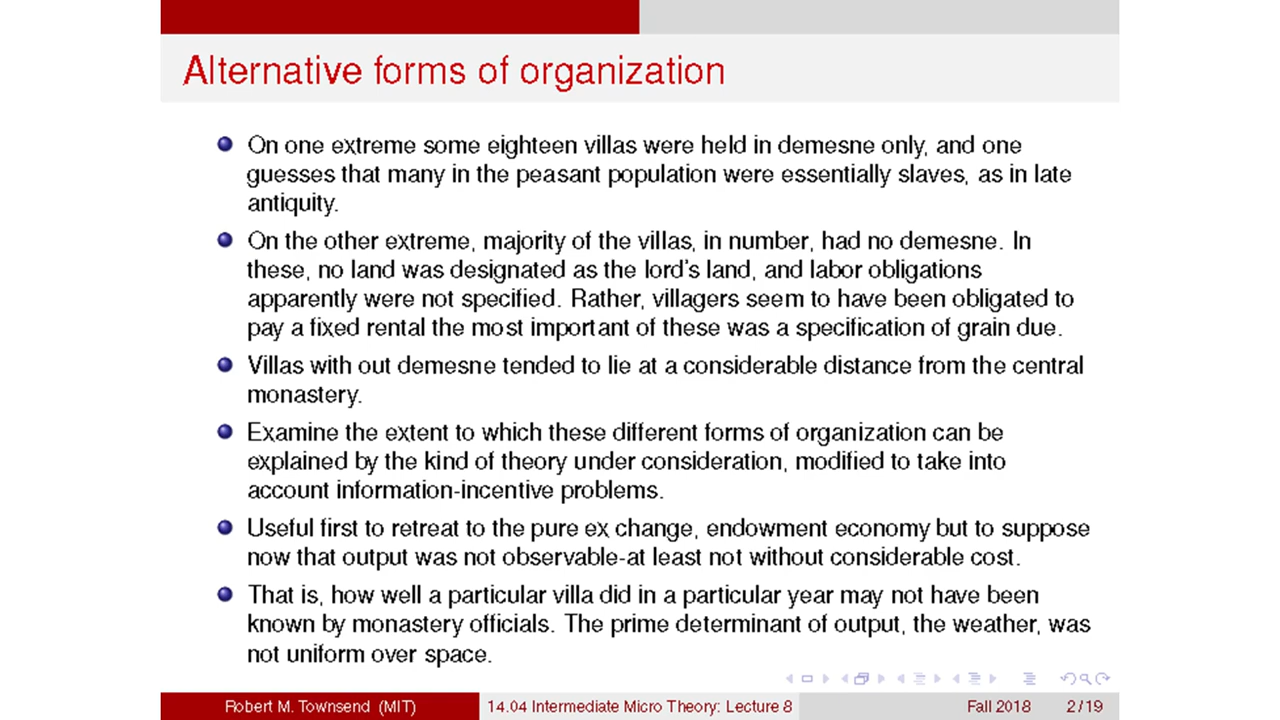 Alternative forms of organization
On one extreme some eighteen villas were held in demesne only, and one
guesses that many in the peasant population were essentially slaves, as in late
antiquity.
On the other extreme, majority of the villas, in number, had no demesne. In
these, no land was designated as the lord's land, and labor obligations
apparently were not specified. Rather, villagers seem to have been obligated to
pay a fixed rental the most important of these was a specification of grain due.
Villas with out demesne tended to lie at a considerable distance from the central
monastery.
Examine the extent to which these different forms of organization can be
explained by the kind of theory under consideration, modified to take into
account information-incentive problems.
Useful first to retreat to the pure ex change, endowment economy but to suppose
now that output was not observable-at least not without considerable cost.
That is, how well a particular villa did in a particular year may not have been
known by monastery officials. The prime determinant of output, the weather, was
not uniform over space.
Robert M. Townsend (MIT) 14.04 Intermediate Micro Theory: Lecture 8 Fall 2018 2/19